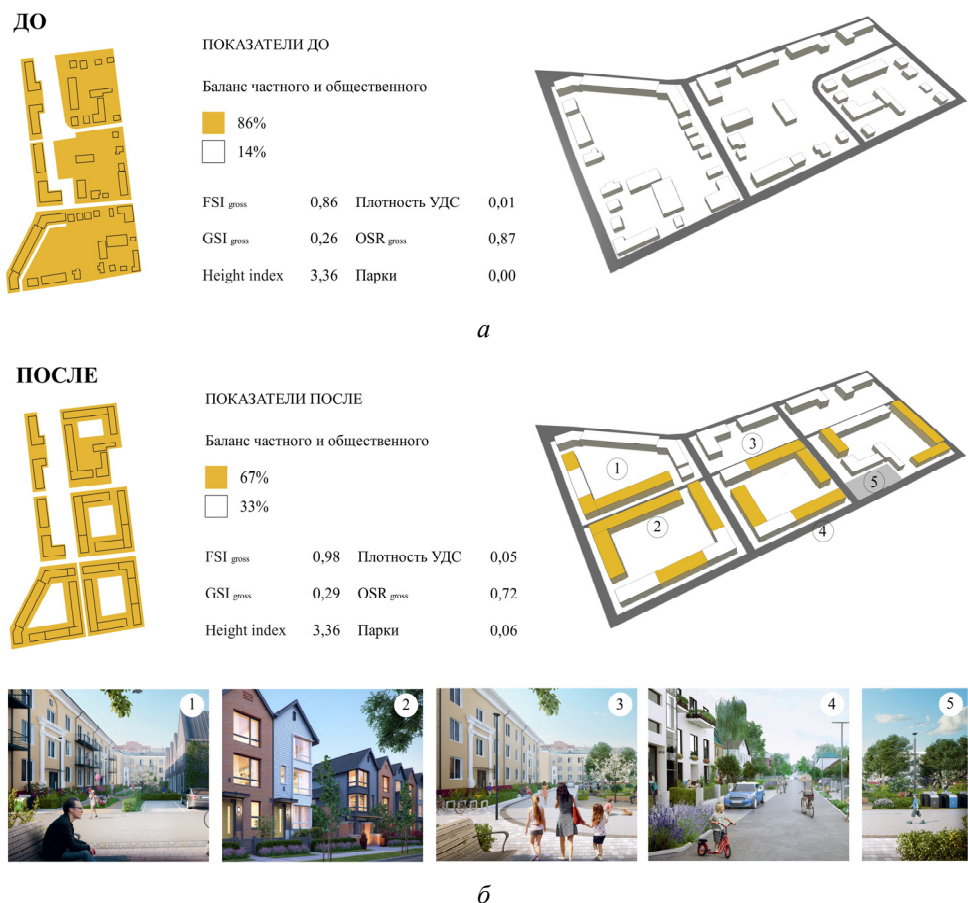 ДО
ПОКАЗАТЕЛИ ДО
Баланс частного и общественного
86%
14%
FSI gross 0,86 Плотность УДС 0,01
GSI gross 0,26 OSR gross 0,87
Height index 3,36 Парки 0,00
а
ПОСЛЕ
ПОКАЗАТЕЛИ ПОСЛЕ
Баланс частного и общественного
67%
33%
FSI gross 0,98 Плотность УДС 0,05
GSI gross 0,29 OSR gross 0,72
Height index 3,36 Парки 0,06
1
3
2
5
4
1
2
3
4
5
б